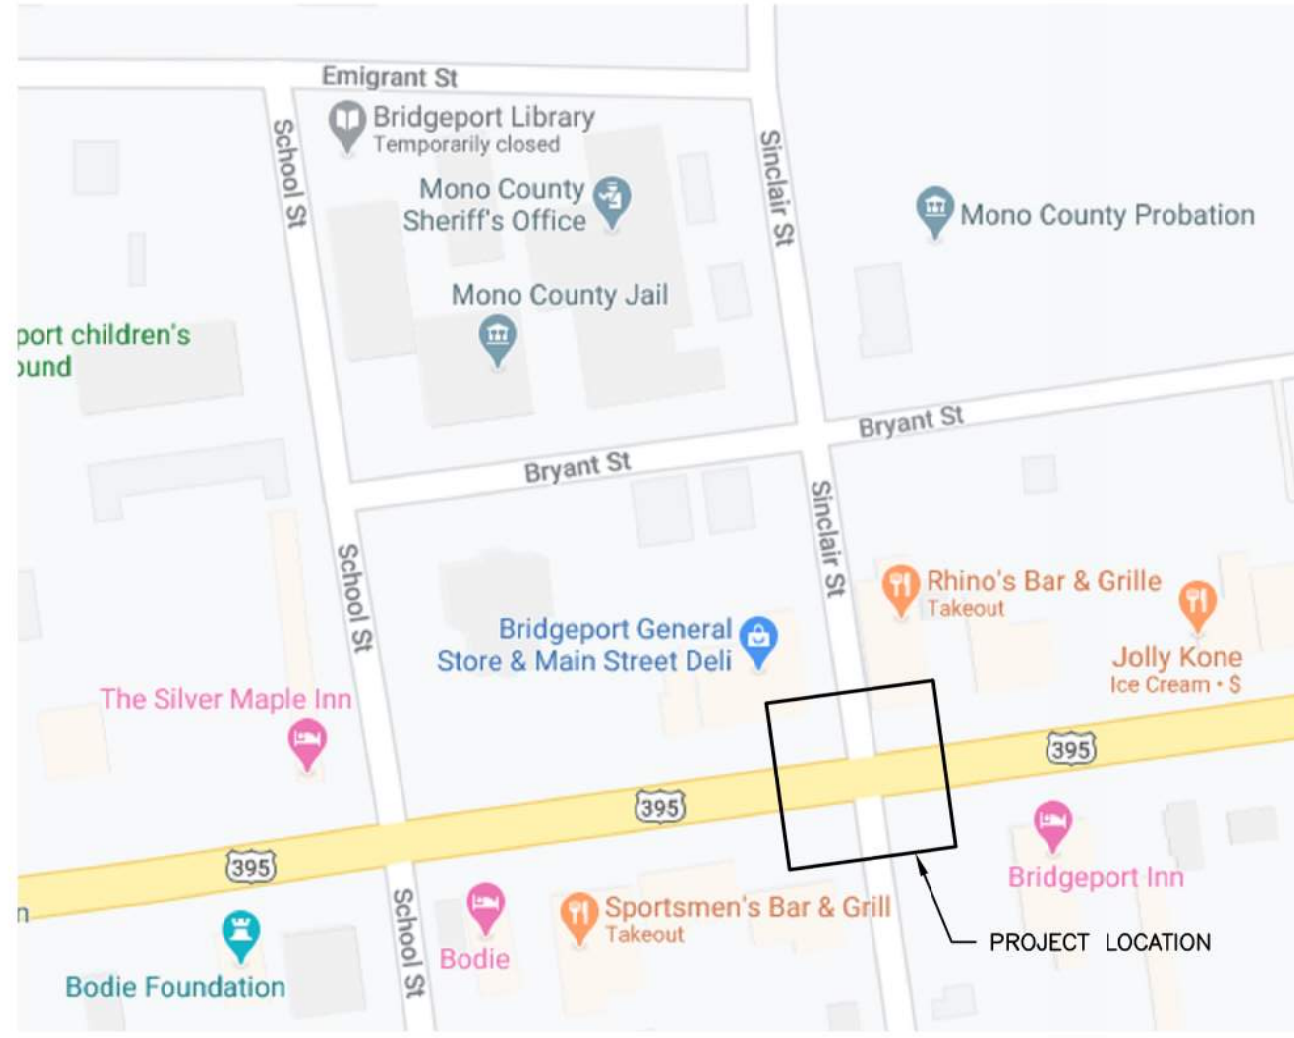 Emigrant St
School St
Bridgeport Library
Temporarily closed
Sinclair St
Mono County
Sheriff's Office
Mono County Probation
Mono County Jail
port children's
ound
Bryant St
Bryant St
Sinclair St
School St
Rhino's Bar & Grille
Takeout
Bridgeport General
Store & Main Street Deli
Jolly Kone
Ice Cream • $
The Silver Maple Inn
395
395
395
Bridgeport Inn
n
School St
Sportsmen's Bar & Grill
Takeout
PROJECT LOCATION
Bodie
Bodie Foundation